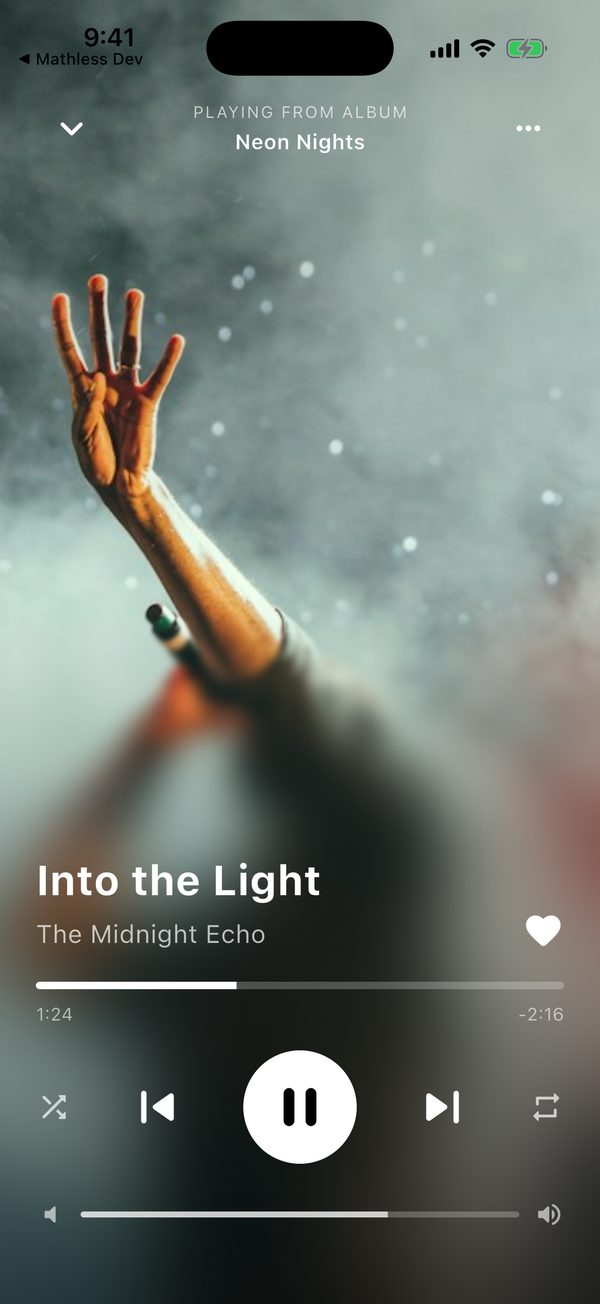 9:41
◀ Mathless Dev
PLAYING FROM ALBUM
Neon Nights
Into the Light
The Midnight Echo
1:24
-2:16